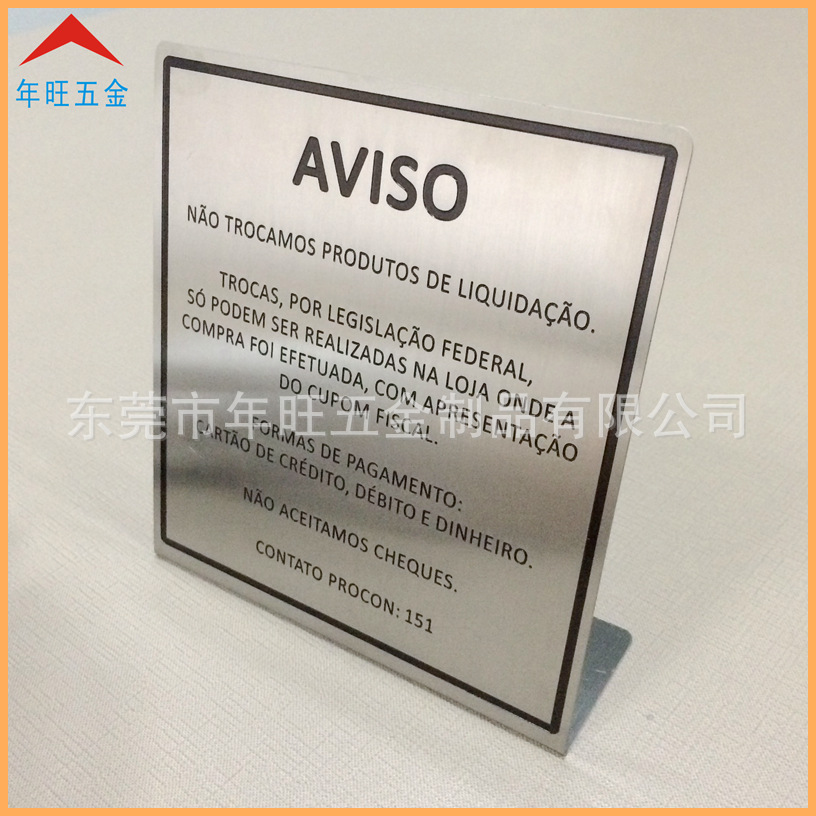 年旺五金
AVISO
NÃO TROCAMOS PRODUTOS DE LIQUIDAÇÃO.
TROCAS, POR LEGISLAÇÃO FEDERAL,
SÓ PODEM SER REALIZADAS NA LOJA ONDE A
COMPRA FOI EFETUADA, COM APRESENTAÇÃO
DO CUPOM FISCAL.
东莞市年旺五金制品有限公司
FORMAS DE PAGAMENTO:
CARTÃO DE CRÉDITO, DÉBITO E DINHEIRO.
NÃO ACEITAMOS CHEQUES.
CONTATO PROCON: 151